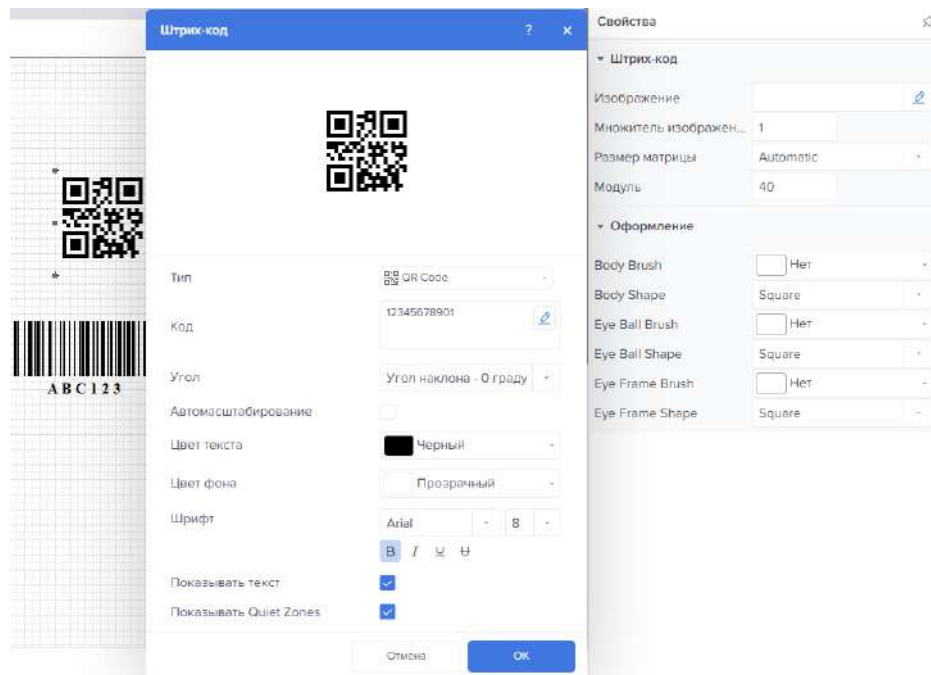 Штрих-код
?
×
Тип
QR Code
Код
12345678901
Угол
Угол наклона - 0 граду
Автомасштабирование
Цвет текста
Черный
Цвет фона
Прозрачный
Шрифт
Arial
8
B I U U
Показывать текст
Показывать Quiet Zones
Отмена
OK
ABC123
Свойства
Штрих-код
Изображение
Множитель изображен...
1
Размер матрицы
Automatic
Модуль
40
Оформление
Body Brush
Нет
Body Shape
Square
Eye Ball Brush
Нет
Eye Ball Shape
Square
Eye Frame Brush
Нет
Eye Frame Shape
Square